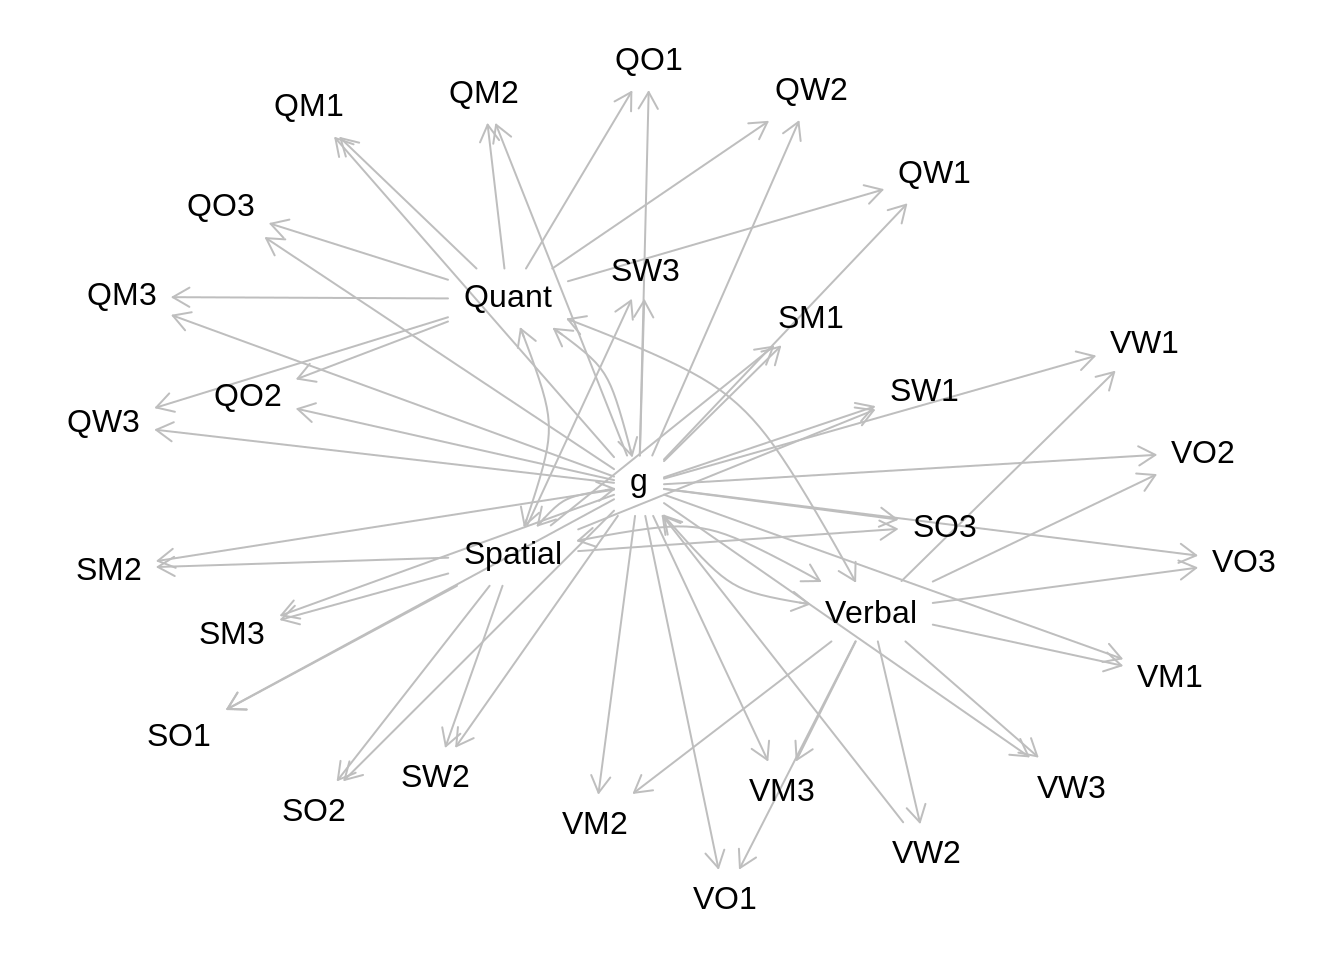 QO1
QW2
QM2
QM1
QW1
QO3
SW3
QM3
Quant
SM1
VW1
SW1
QO2
QW3
VO2
g
SO3
Spatial
VO3
SM2
Verbal
SM3
VM1
SO1
SW2
VW3
VM3
SO2
VM2
VW2
VO1